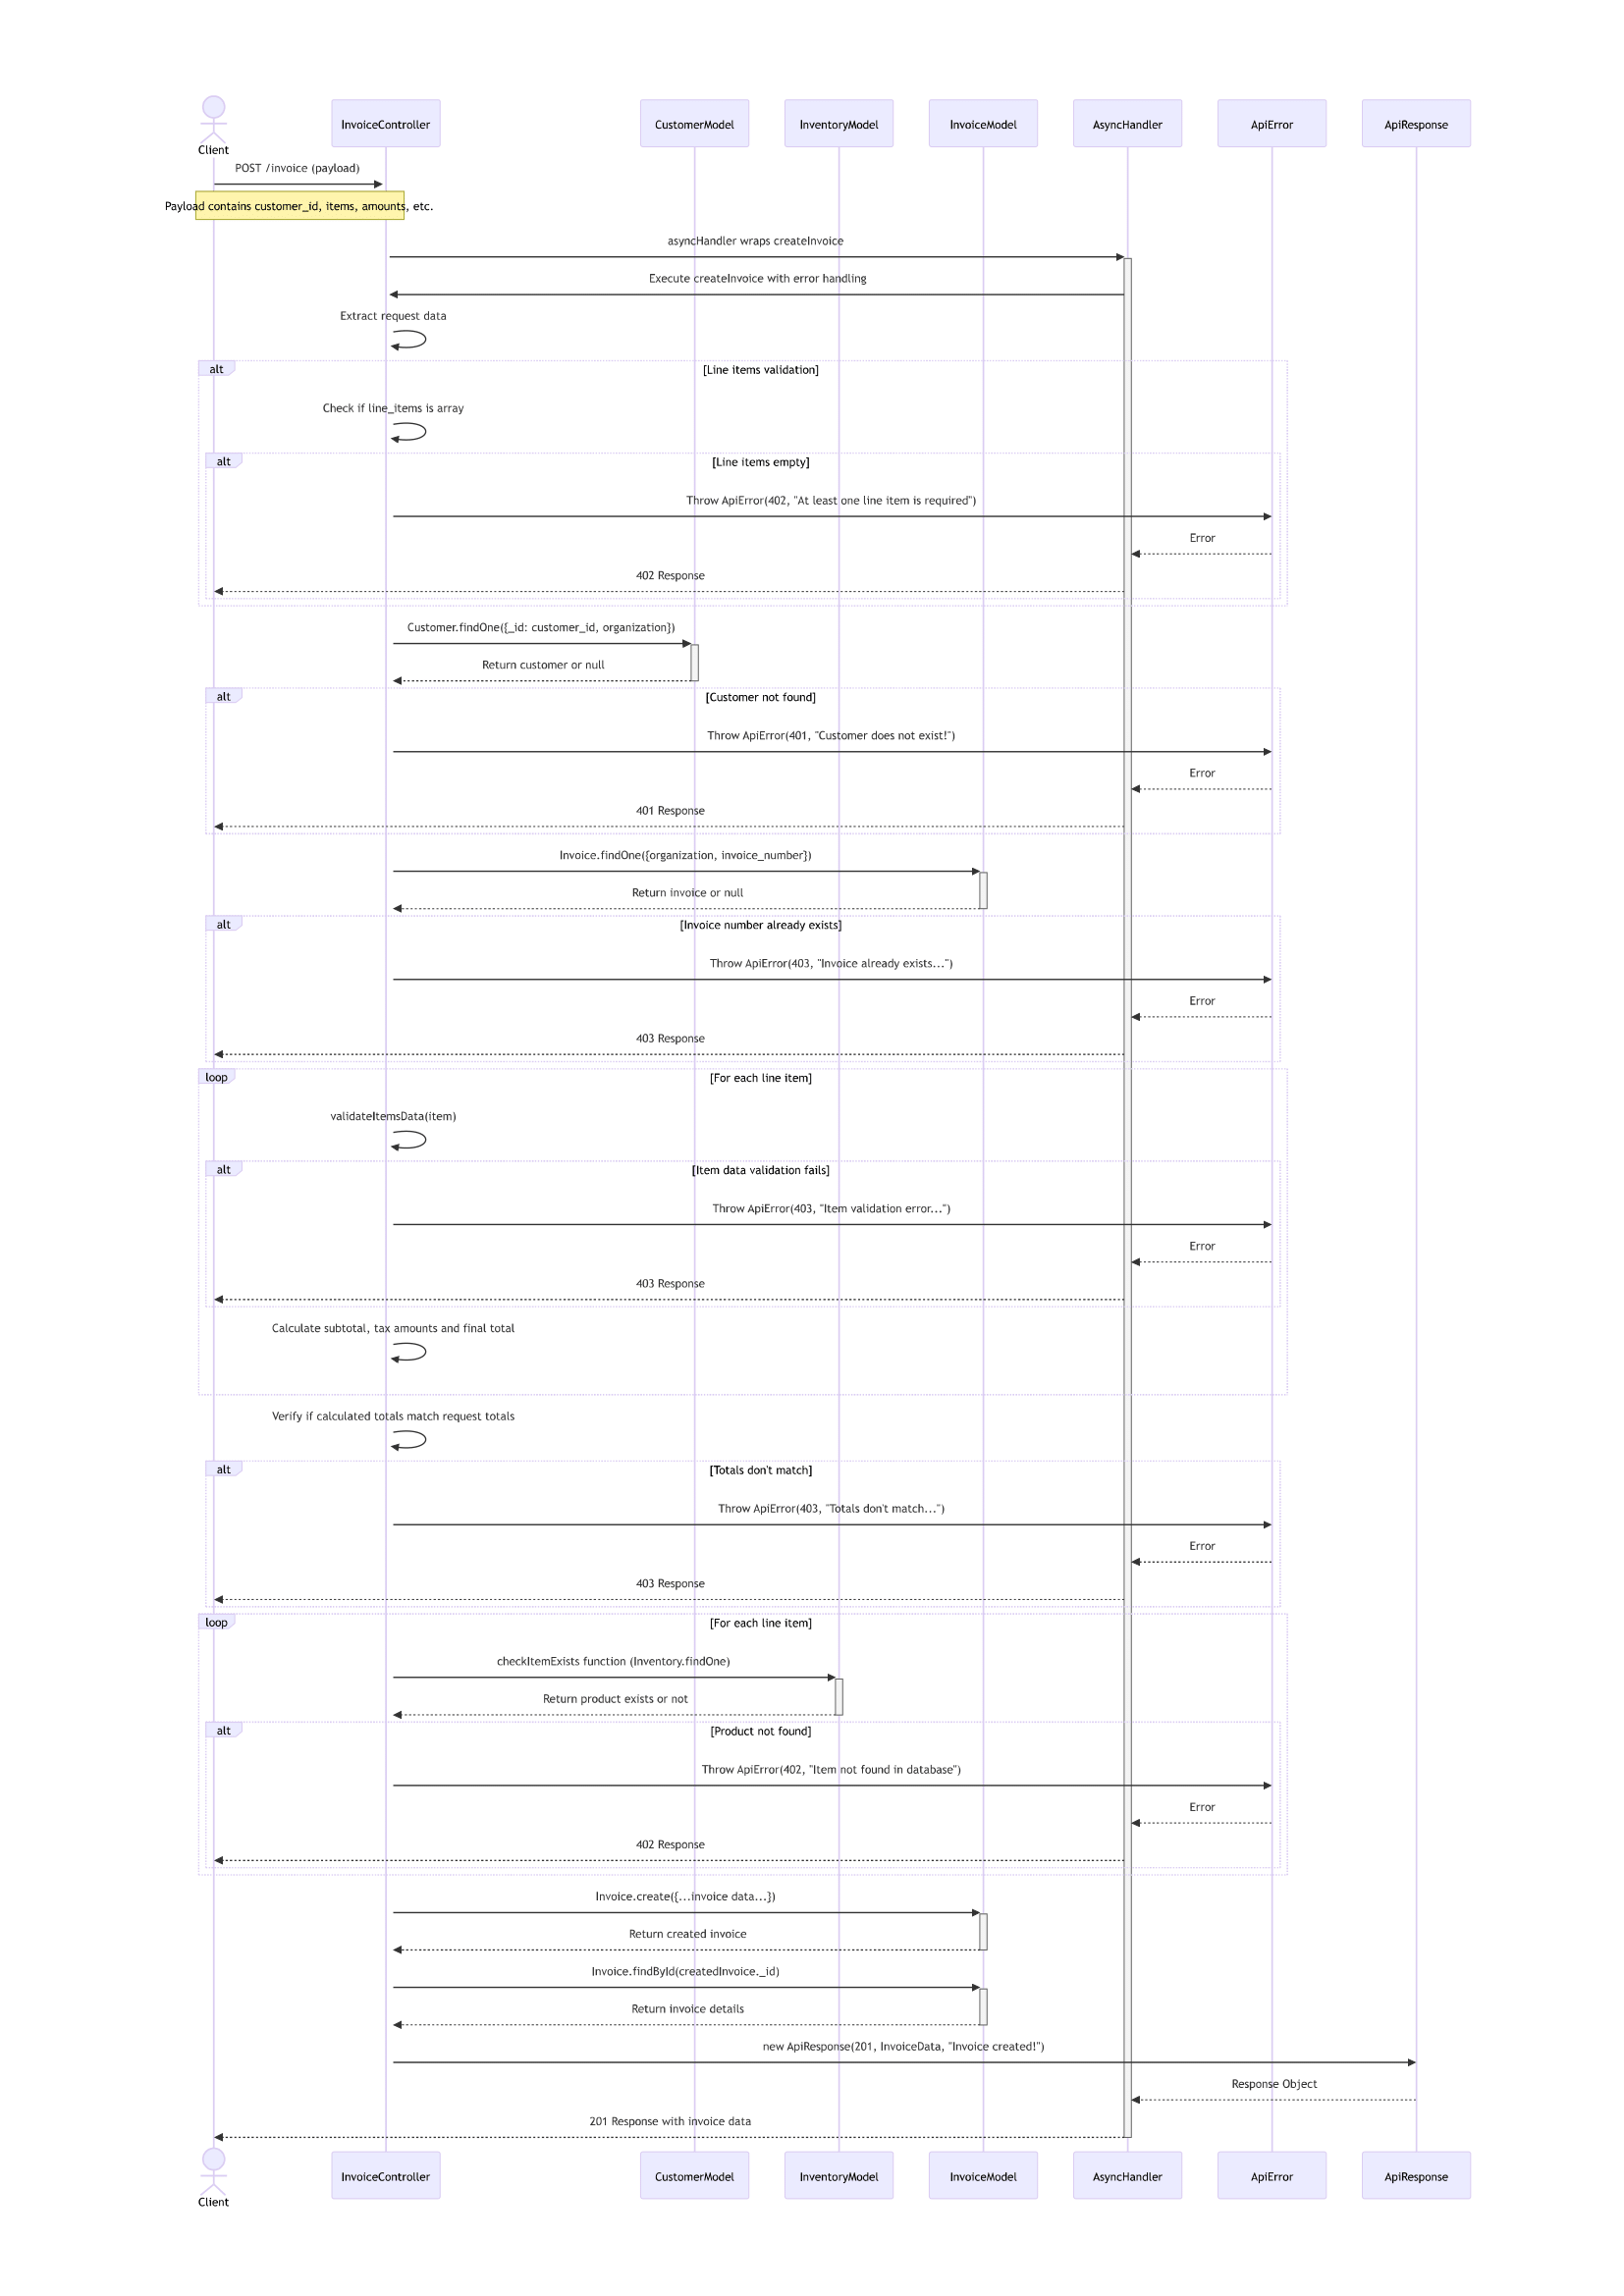 Client
InvoiceController
CustomerModel
InventoryModel
InvoiceModel
AsyncHandler
ApiError
ApiResponse
POST /invoice (payload)
Payload contains customer_id, items, amounts, etc.
asyncHandler wraps createInvoice
Execute createInvoice with error handling
Extract request data
alt
[Line items validation]
Check if line_items is array
alt
[Line items empty]
Throw ApiError(402, "At least one line item is required")
Error
402 Response
Customer.findOne({_id: customer_id, organization})
Return customer or null
alt
[Customer not found]
Throw ApiError(401, "Customer does not exist!")
Error
401 Response
Invoice.findOne({organization, invoice_number})
Return invoice or null
alt
[Invoice number already exists]
Throw ApiError(403, "Invoice already exists...")
Error
403 Response
loop
[For each line item]
validateItemsData(item)
alt
[Item data validation fails]
Throw ApiError(403, "Item validation error...")
Error
403 Response
Calculate subtotal, tax amounts and final total
Verify if calculated totals match request totals
alt
[Totals don't match]
Throw ApiError(403, "Totals don't match...")
Error
403 Response
loop
[For each line item]
checkItemExists function (Inventory.findOne)
Return product exists or not
alt
[Product not found]
Throw ApiError(402, "Item not found in database")
Error
402 Response
Invoice.create({...invoice data...})
Return created invoice
Invoice.findById(createdInvoice._id)
Return invoice details
new ApiResponse(201, InvoiceData, "Invoice created!")
Response Object
201 Response with invoice data
Client
InvoiceController
CustomerModel
InventoryModel
InvoiceModel
AsyncHandler
ApiError
ApiResponse